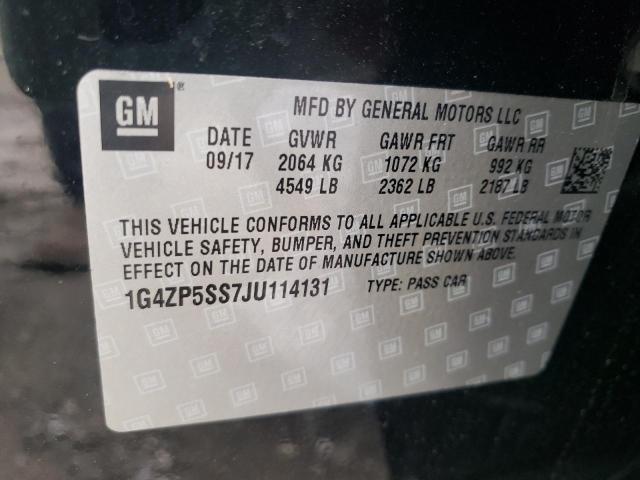 GM ®
MFD BY GENERAL MOTORS LLC
DATE GVWR GAWR FRT GAWR RR
09/17 2064 KG 1072 KG 992 KG
4549 LB 2362 LB 2187 LB
THIS VEHICLE CONFORMS TO ALL APPLICABLE U.S. FEDERAL MOTOR
VEHICLE SAFETY, BUMPER, AND THEFT PREVENTION STANDARDS IN
EFFECT ON THE DATE OF MANUFACTURE SHOWN ABOVE.
1G4ZP5SS7JU114131 TYPE: PASS CAR